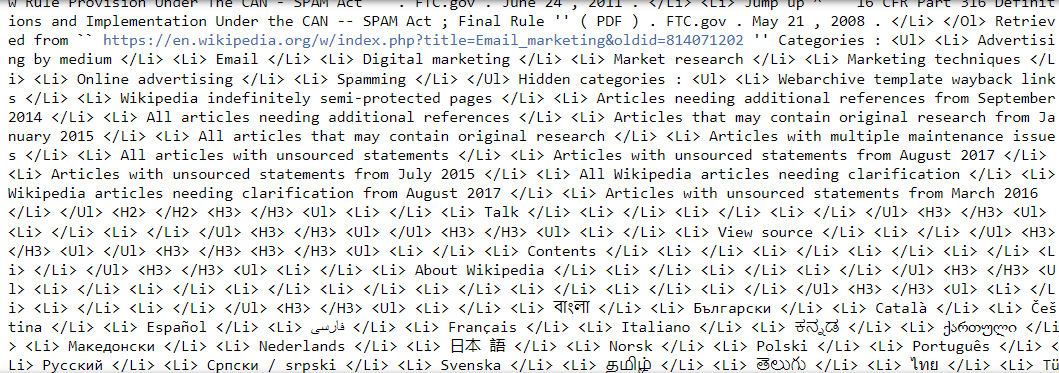 w Rule Provision Under The CAN - SPAM Act '' . FTC.gov . June 24 , 2011 . </Li> <Li> Jump up ^ `` 16 CFR Part 316 Definit
ions and Implementation Under the CAN -- SPAM Act ; Final Rule '' ( PDF ) . FTC.gov . May 21 , 2008 . </Li> </Ol> Retriev
ed from `` https://en.wikipedia.org/w/index.php?title=Email_marketing&oldid=814071202 '' Categories : <Ul> <Li> Advertisi
ng by medium </Li> <Li> Email </Li> <Li> Digital marketing </Li> <Li> Market research </Li> <Li> Marketing techniques </L
i> <Li> Online advertising </Li> <Li> Spamming </Li> </Ul> Hidden categories : <Ul> <Li> Webarchive template wayback link
s </Li> <Li> Wikipedia indefinitely semi-protected pages </Li> <Li> Articles needing additional references from September
2014 </Li> <Li> All articles needing additional references </Li> <Li> Articles that may contain original research from Ja
nuary 2015 </Li> <Li> All articles that may contain original research </Li> <Li> Articles with multiple maintenance issue
s </Li> <Li> All articles with unsourced statements </Li> <Li> Articles with unsourced statements from August 2017 </Li>
<Li> Articles with unsourced statements from July 2015 </Li> <Li> All Wikipedia articles needing clarification </Li> <Li>
Wikipedia articles needing clarification from August 2017 </Li> <Li> Articles with unsourced statements from March 2016
</Li> </Ul> <H2> </H2> <H3> </H3> <Ul> <Li> </Li> <Li> Talk </Li> <Li> </Li> <Li> </Li> <Li> </Li> </Ul> <H3> </H3> <Ul>
<Li> </Li> <Li> </Li> </Ul> <H3> </H3> <Ul> </Ul> <H3> </H3> <Ul> <Li> </Li> <Li> View source </Li> <Li> </Li> </Ul> <H3>
</H3> <Ul> </Ul> <H3> </H3> <H3> </H3> <Ul> <Li> </Li> <Li> Contents </Li> <Li> </Li> <Li> </Li> <Li> </Li> <Li> </Li> <L
i> </Li> </Ul> <H3> </H3> <Ul> <Li> </Li> <Li> About Wikipedia </Li> <Li> </Li> <Li> </Li> <Li> </Li> </Ul> <H3> </H3> <U
l> <Li> </Li> <Li> </Li> <Li> </Li> <Li> </Li> <Li> </Li> <Li> </Li> <Li> </Li> <Li> </Li> </Ul> <H3> </H3> <Ul> <Li> </L
i> <Li> </Li> <Li> </Li> </Ul> <H3> </H3> <Ul> <Li> </Li> <Li> বাংলা </Li> <Li> Български </Li> <Li> Català </Li> <Li> Češ
tina </Li> <Li> Español </Li> <Li> فارسی </Li> <Li> Français </Li> <Li> Italiano </Li> <Li> ಕನ್ನಡ </Li> <Li> ქართული </Li
> <Li> Македонски </Li> <Li> Nederlands </Li> <Li> 日本 語 </Li> <Li> Norsk </Li> <Li> Polski </Li> <Li> Português </Li> <
Li> Русский </Li> <Li> Српски / srpski </Li> <Li> Svenska </Li> <Li> தமிழ் </Li> <Li> తెలుగు </Li> <Li> ไทย </Li> <Li> Tü